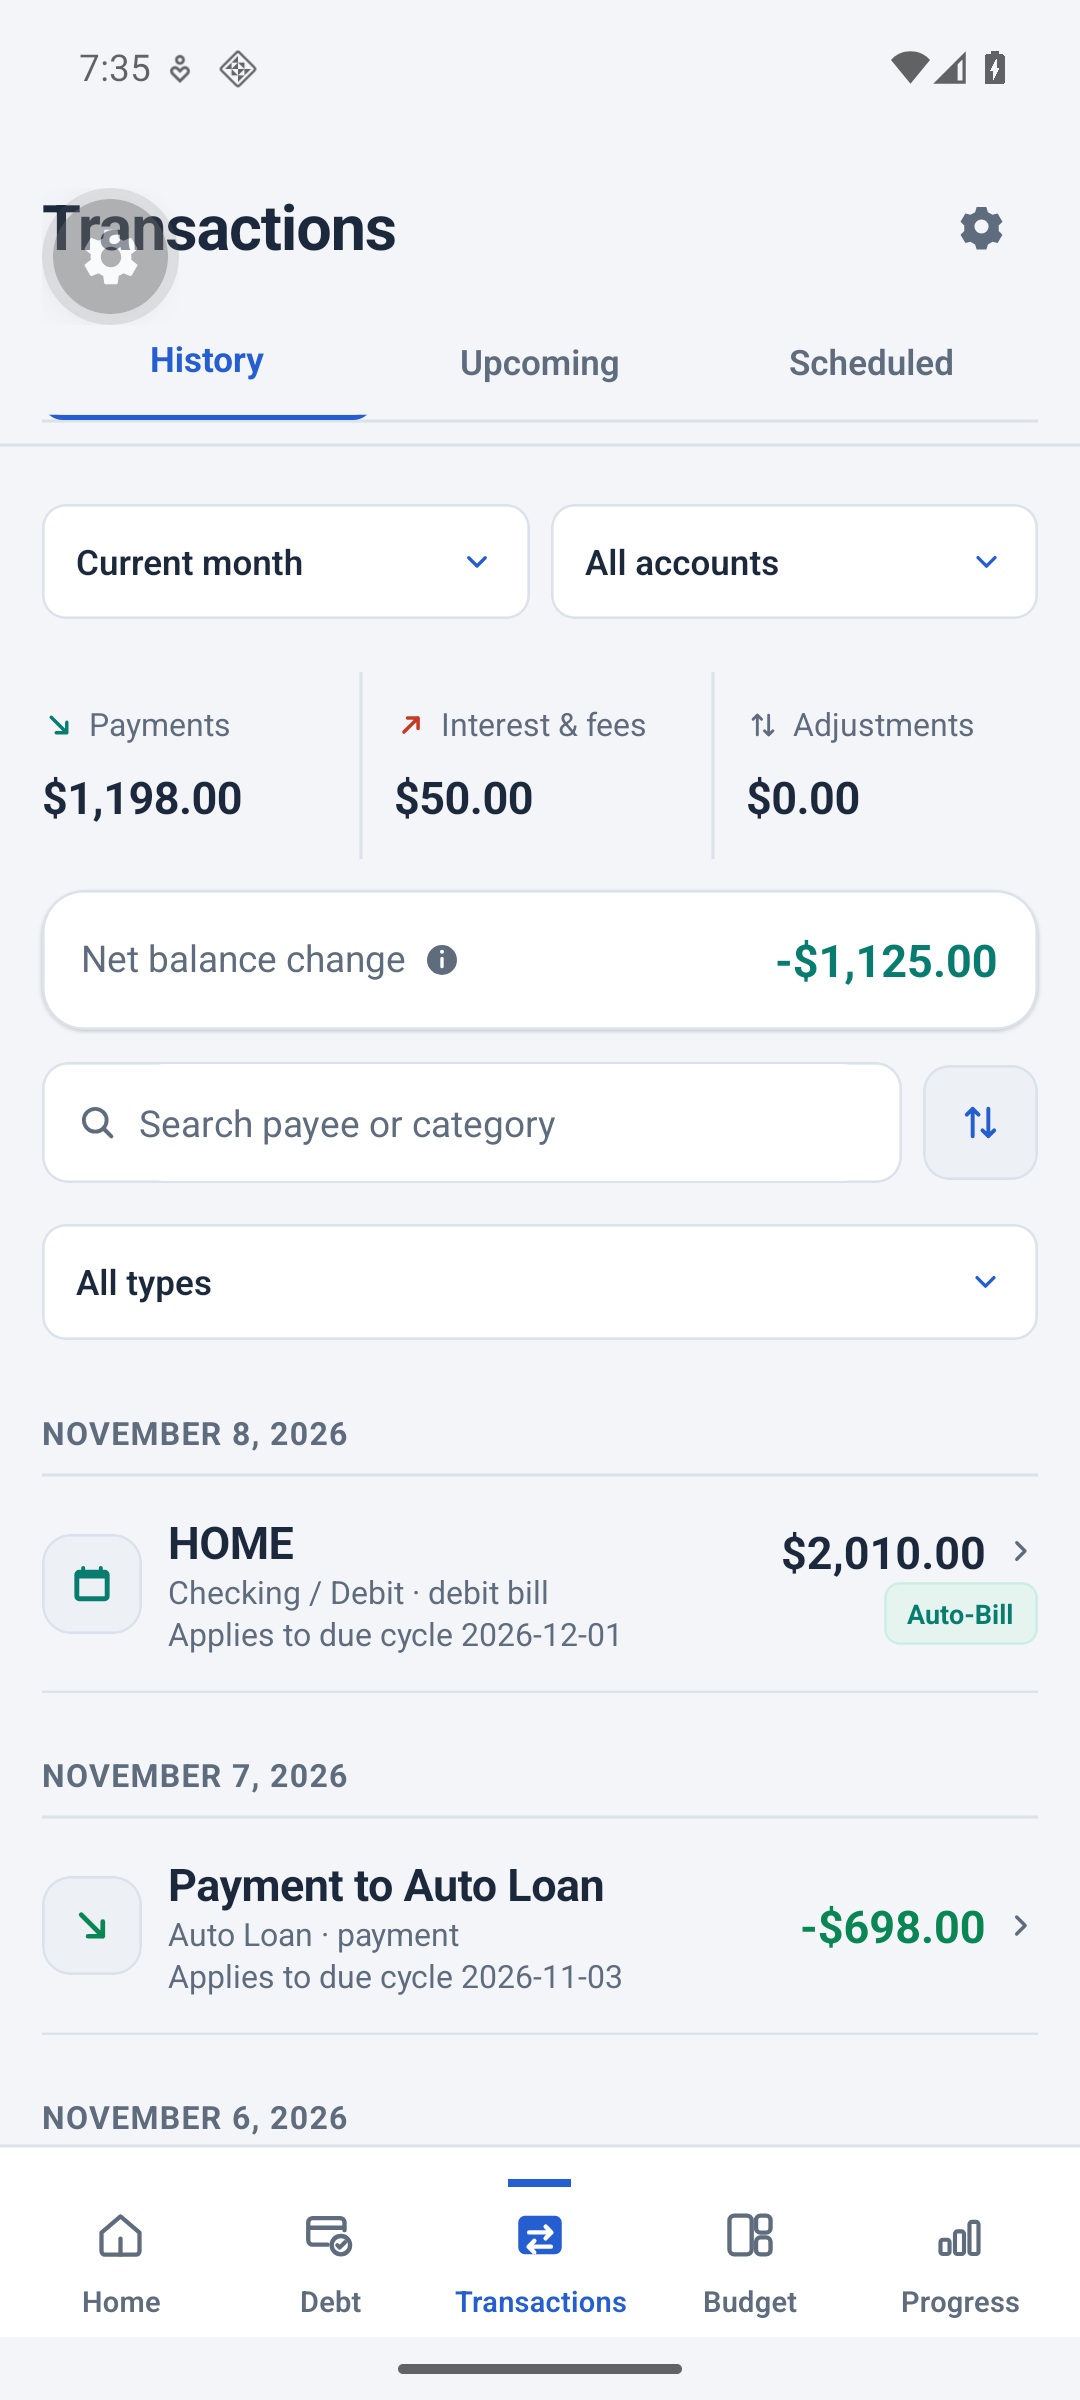 7:35
Transactions
History
Upcoming
Scheduled
Current month
All accounts
Payments
Interest & fees
Adjustments
$1,198.00
$50.00
$0.00
Net balance change
-$1,125.00
Search payee or category
All types
NOVEMBER 8, 2026
HOME
$2,010.00
Checking / Debit · debit bill
Applies to due cycle 2026-12-01
Auto-Bill
NOVEMBER 7, 2026
Payment to Auto Loan
Auto Loan · payment
-$698.00
Applies to due cycle 2026-11-03
NOVEMBER 6, 2026
Home
Debt
Transactions
Budget
Progress